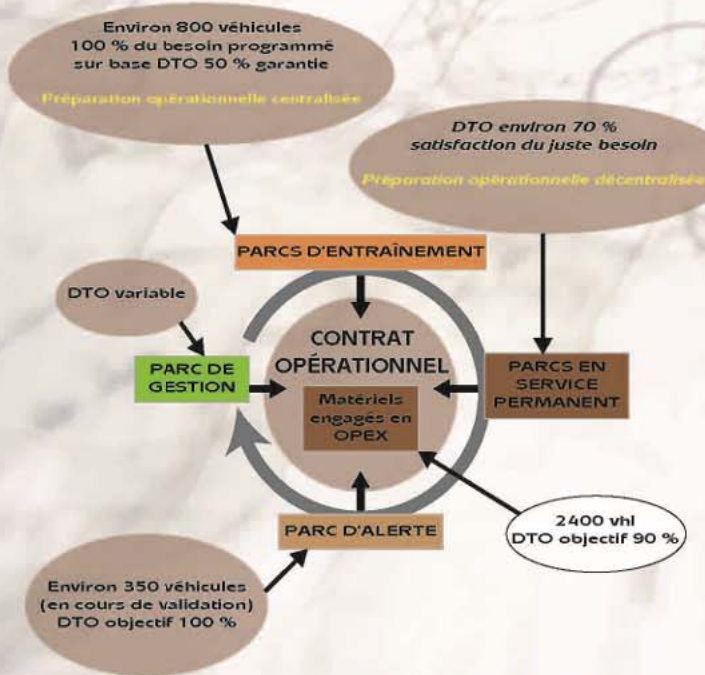 Environ 800 véhicules
100 % du besoin programmé
sur base DTO 50 % garantie
Préparation opérationnelle centralisée
DTO environ 70 %
satisfaction du juste besoin
Préparation opérationnelle décentralisée
PARCS D'ENTRAÎNEMENT
DTO variable
PARC DE
GESTION
CONTRAT
OPÉRATIONNEL
Matériels
engagés en
OPEX
PARCS EN
SERVICE
PERMANENT
PARC D'ALERTE
2400 vhl
DTO objectif 90 %
Environ 350 véhicules
(en cours de validation)
DTO objectif 100 %